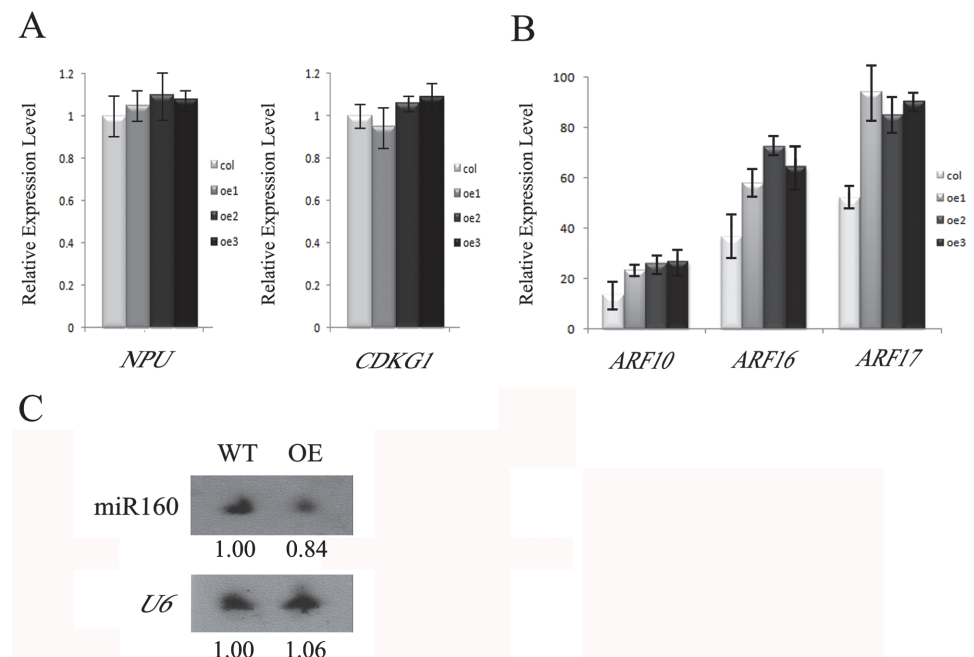 A
Relative Expression Level
1.2
1
0.8
0.6
0.4
0.2
0
NPU
col
oe1
oe2
oe3
Relative Expression Level
1.2
1
0.8
0.6
0.4
0.2
0
CDKG1
col
oe1
oe2
oe3
B
Relative Expression Level
100
80
60
40
20
0
ARF10 ARF16 ARF17
col
oe1
oe2
oe3
C
WT OE
miR160
1.00 0.84
U6
1.00 1.06